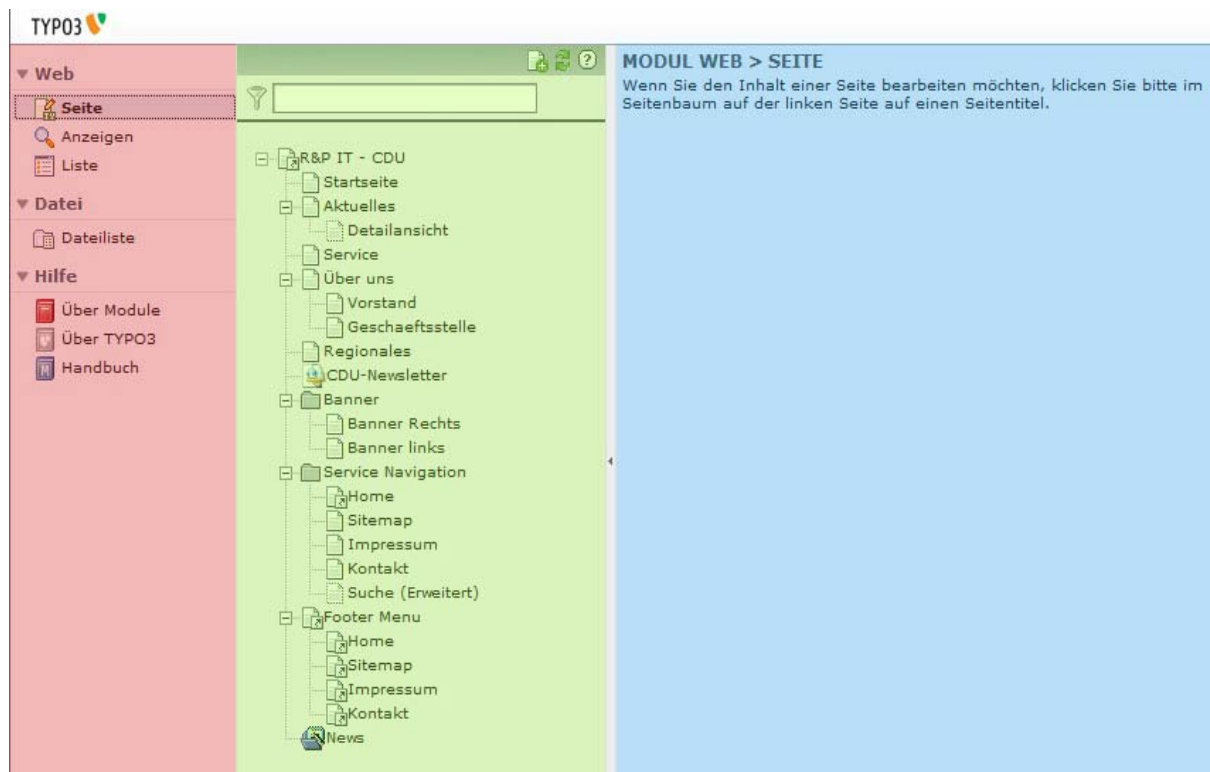 TYPO3
Web
Seite
Anzeigen
Liste
Datei
Dateiliste
Hilfe
Über Module
Über TYPO3
Handbuch
R&P IT - CDU
Startseite
Aktuelles
Detailansicht
Service
Über uns
Vorstand
Geschaeftsstelle
Regionales
CDU-Newsletter
Banner
Banner Rechts
Banner links
Service Navigation
Home
Sitemap
Impressum
Kontakt
Suche (Erweitert)
Footer Menu
Home
Sitemap
Impressum
Kontakt
News
MODUL WEB > SEITE
Wenn Sie den Inhalt einer Seite bearbeiten möchten, klicken Sie bitte im
Seitenbaum auf der linken Seite auf einen Seitentitel.